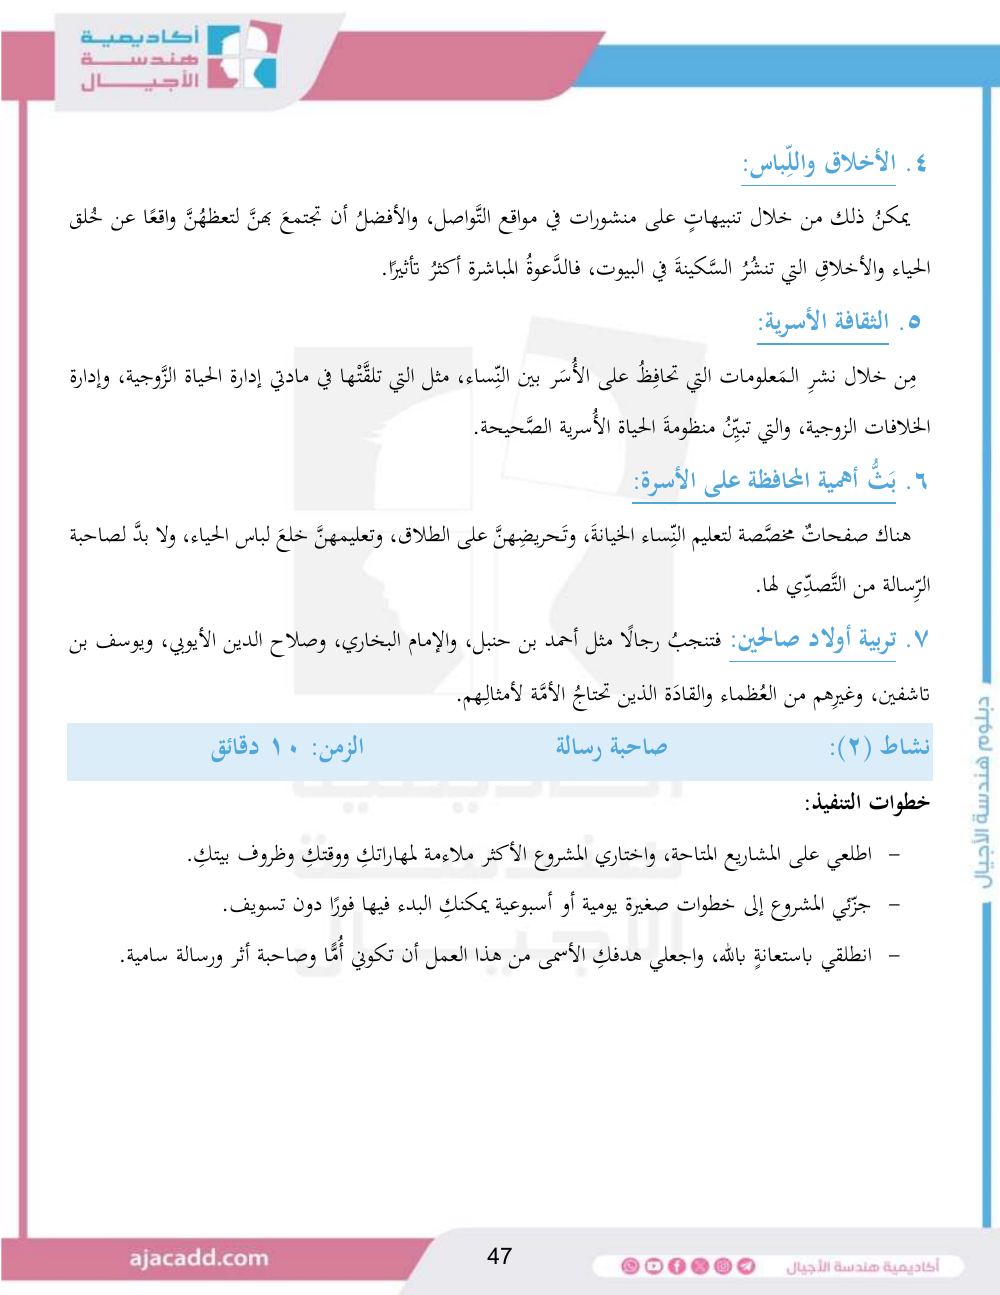 أكاديمية
هندسة
الأجيال
٤. الأخلاق واللِّباس:
يمكنُ ذلك من خلال تنبيهاتٍ على منشورات في مواقع التَّواصل، والأفضلُ أن تجتمعَ بهنَّ لتعظهُنَّ واقعًا عن خُلق
الحياء والأخلاقِ التي تنشُرُ السَّكينةَ في البيوت، فالدَّعوةُ المباشرة أكثرُ تأثيرًا.
٥. الثقافة الأسرية:
مِن خلال نشرِ المَعلومات التي تحافِظُ على الأُسَر بين النِّساء، مثل التي تلقَّتْها في مادتي إدارة الحياة الزَّوجية، وإدارة
الخلافات الزوجية، والتي تبيِّنُ منظومةَ الحياة الأُسرية الصَّحيحة.
٦. بَثُّ أهمية المحافظة على الأسرة:
هناك صفحاتٌ مخصَّصة لتعليم النِّساء الخيانةَ، وتَحريضِهنَّ على الطلاق، وتعليمهنَّ خلعَ لباس الحياء، ولا بدَّ لصاحبة
الرِّسالة من التَّصدِّي لها.
٧. تربية أولاد صالحين: فتنجبُ رجالًا مثل أحمد بن حنبل، والإمام البخاري، وصلاح الدين الأيوبي، ويوسف بن
تاشفين، وغيرِهم من العُظماء والقادَة الذين تحتاجُ الأمَّة لأمثالِهم.
نشاط (٢): صاحبة رسالة الزمن: ١٠ دقائق
خطوات التنفيذ:
– اطلعي على المشاريع المتاحة، واختاري المشروع الأكثر ملاءمة لمهاراتكِ ووقتكِ وظروف بيتكِ.
– جزّئي المشروع إلى خطوات صغيرة يومية أو أسبوعية يمكنكِ البدء فيها فورًا دون تسويف.
– انطلقي باستعانةٍ بالله، واجعلي هدفكِ الأسمى من هذا العمل أن تكوني أُمًّا وصاحبة أثر ورسالة سامية.
دبلوم هندسة الأجيال
أكاديمية هندسة الأجيال
47
ajacadd.com